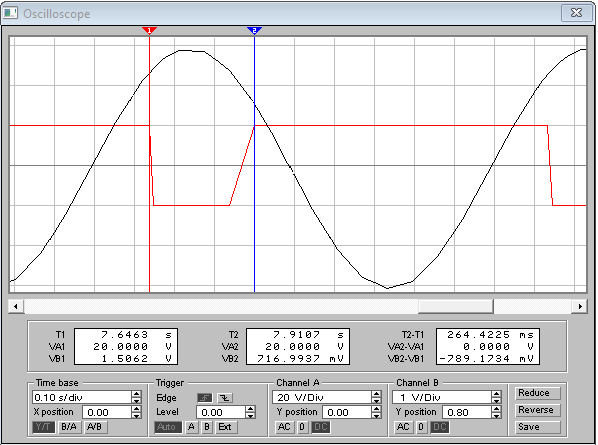 Oscilloscope
1 2
T1 7.6463 s T2 7.9107 s T2-T1 264.4225 ms
VA1 20.0000 V VA2 20.0000 V VA2-VA1 0.0000 V
VB1 1.5062 V VB2 716.9937 mV VB2-VB1 -789.1734 mV
Time base Trigger Channel A Channel B
0.10 s/div Edge 20 V/Div 1 V/Div Reduce
X position 0.00 Level 0.00 Y position 0.00 Y position 0.80 Reverse
Y/T B/A A/B Auto A B Ext AC 0 DC AC 0 DC Save